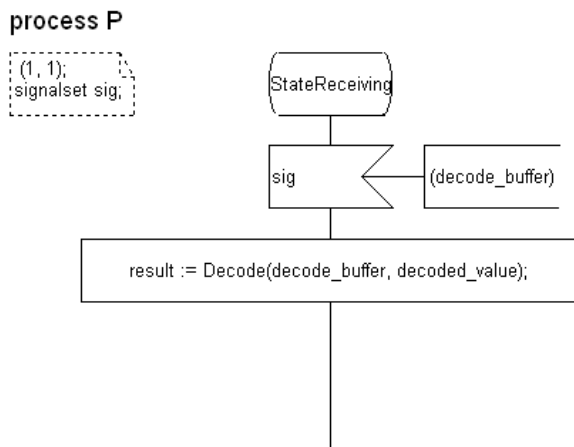 process P
(1, 1);
signalset sig;
StateReceiving
sig
(decode_buffer)
result := Decode(decode_buffer, decoded_value);